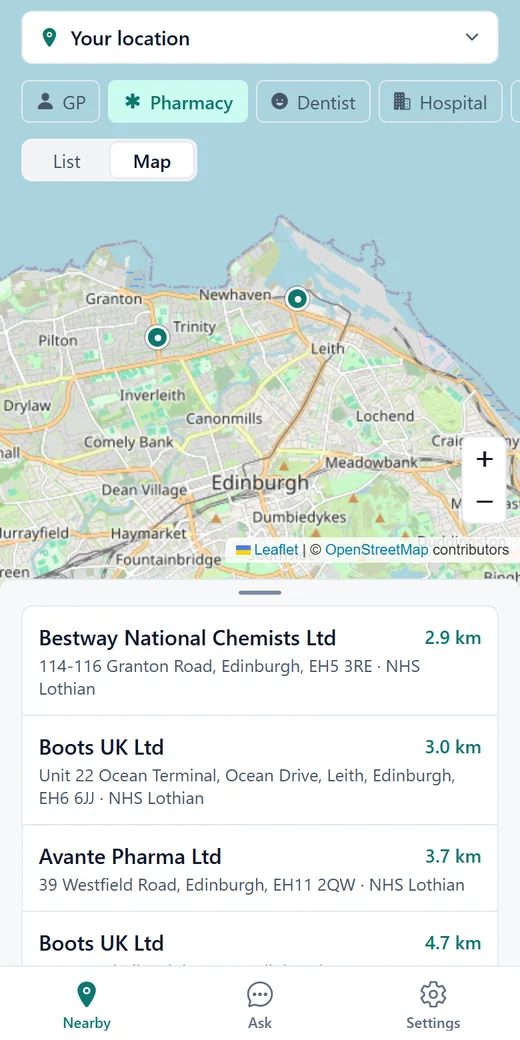 Your location
GP
Pharmacy
Dentist
Hospital
List
Map
Granton
Newhaven
Trinity
Pilton
Leith
Drylaw
Inverleith
Canonmills
Lochend
Comely Bank
Meadowbank
Dean Village
Edinburgh
Dumbiedykes
Haymarket
Fountainbridge
+
−
Leaflet | © OpenStreetMap contributors
Bestway National Chemists Ltd
2.9 km
114-116 Granton Road, Edinburgh, EH5 3RE · NHS
Lothian
Boots UK Ltd
3.0 km
Unit 22 Ocean Terminal, Ocean Drive, Leith, Edinburgh,
EH6 6JJ · NHS Lothian
Avante Pharma Ltd
3.7 km
39 Westfield Road, Edinburgh, EH11 2QW · NHS Lothian
Boots UK Ltd
4.7 km
Nearby
Ask
Settings